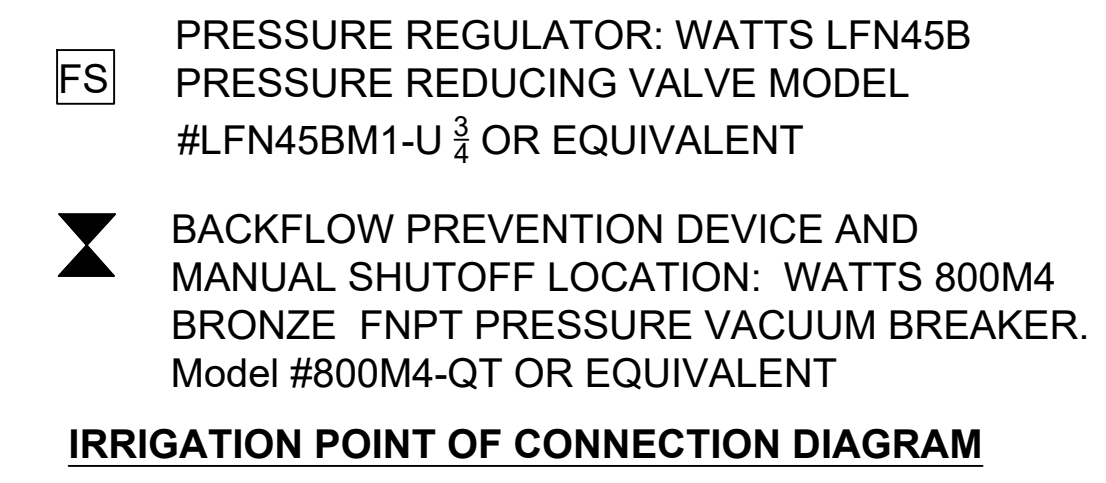 PRESSURE REGULATOR: WATTS LFN45B
FS PRESSURE REDUCING VALVE MODEL
#LFN45BM1-U 3/4 OR EQUIVALENT
BACKFLOW PREVENTION DEVICE AND
MANUAL SHUTOFF LOCATION: WATTS 800M4
BRONZE FNPT PRESSURE VACUUM BREAKER.
Model #800M4-QT OR EQUIVALENT
IRRIGATION POINT OF CONNECTION DIAGRAM